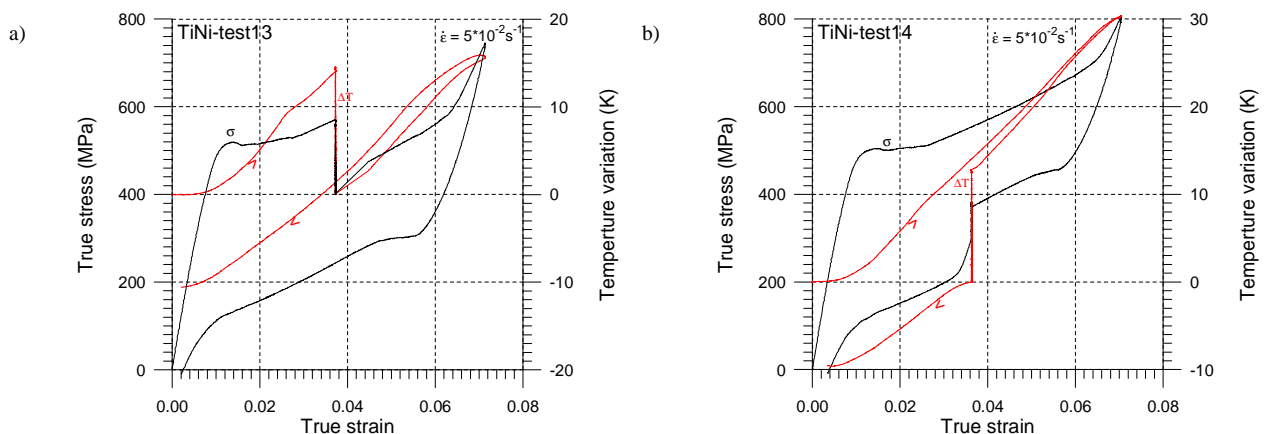 a)
TiNi-test13
ε̇ = 5*10⁻²s⁻¹
σ
ΔT
True stress (MPa)
800
600
400
200
0
Temperture variation (K)
20
10
0
-10
-20
0.00 0.02 0.04 0.06 0.08
True strain
b)
TiNi-test14
ε̇ = 5*10⁻²s⁻¹
σ
ΔT
True stress (MPa)
800
600
400
200
0
Temperture variation (K)
30
20
10
0
-10
0.00 0.02 0.04 0.06 0.08
True strain